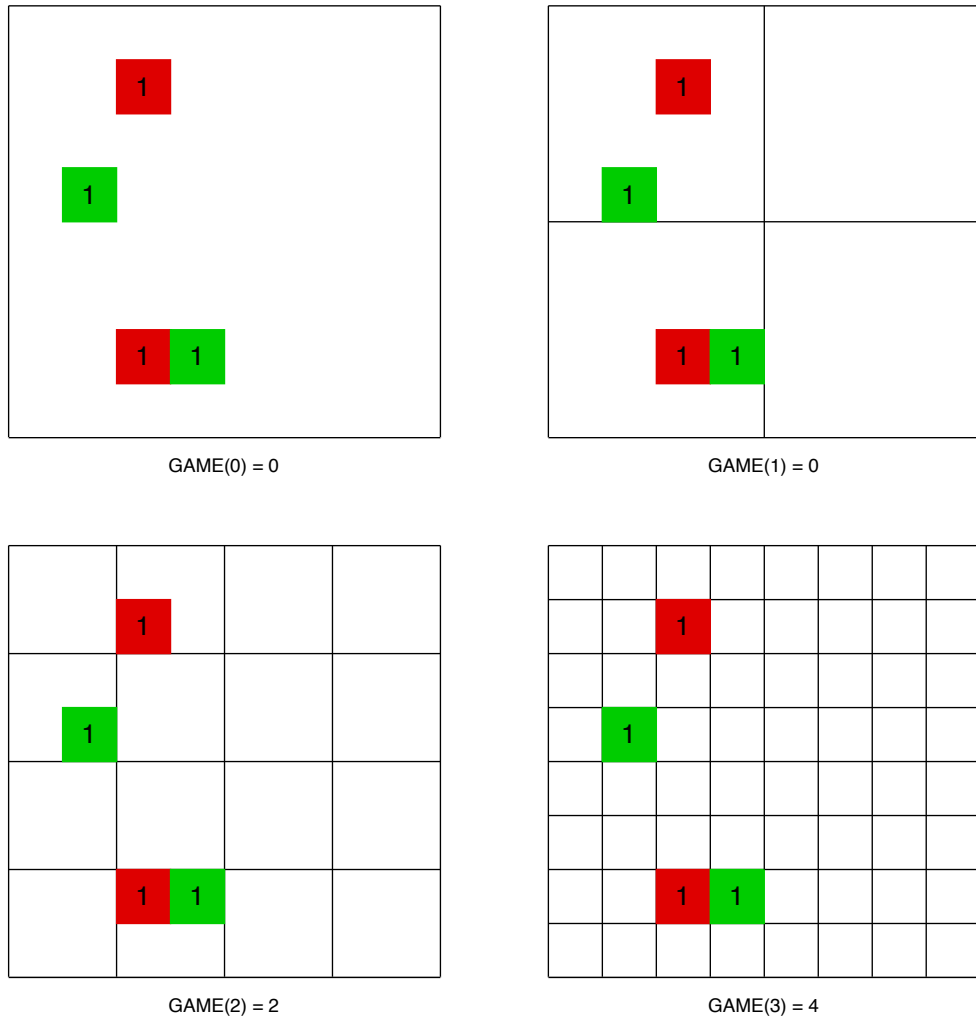 1 1
1 1
1 1 1 1
GAME(0) = 0 GAME(1) = 0
1 1
1 1
1 1 1 1
GAME(2) = 2 GAME(3) = 4